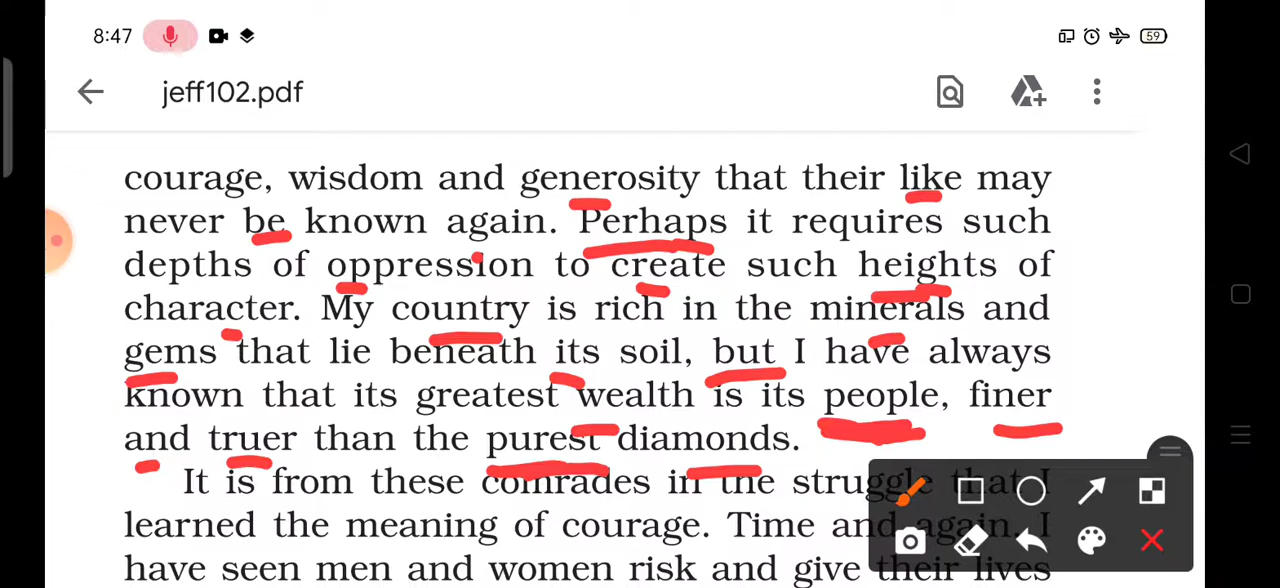 8:47
59
jeff102.pdf
courage, wisdom and generosity that their like may
never be known again. Perhaps it requires such
depths of oppression to create such heights of
character. My country is rich in the minerals and
gems that lie beneath its soil, but I have always
known that its greatest wealth is its people, finer
and truer than the purest diamonds.
It is from these comrades in the struggle that I
learned the meaning of courage. Time and again, I
have seen men and women risk and give their lives